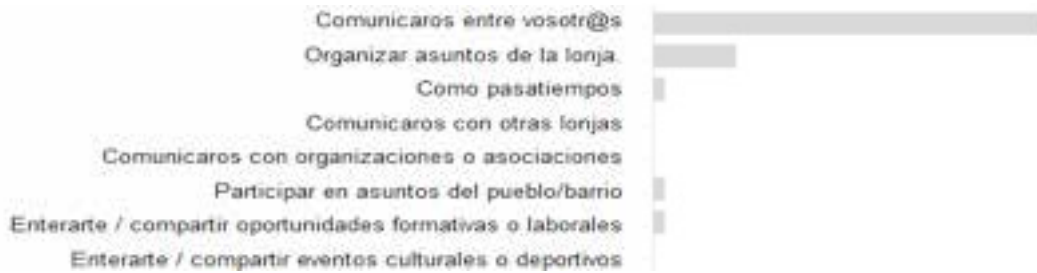 Comunicaros entre vosotr@s
Organizar asuntos de la lonja.
Como pasatiempos
Comunicaros con otras lonjas
Comunicaros con organizaciones o asociaciones
Participar en asuntos del pueblo/barrio
Enterarte / compartir oportunidades formativas o laborales
Enterarte / compartir eventos culturales o deportivos